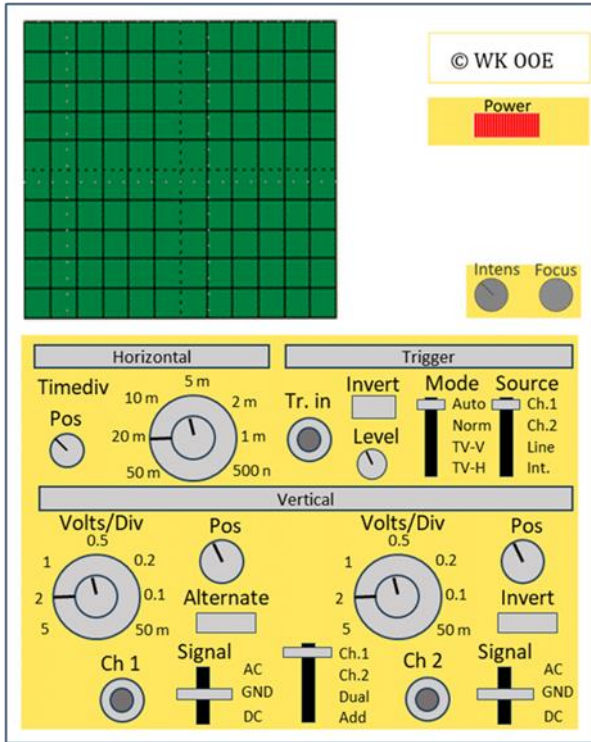 © WK OOE
Power
Intens Focus
Horizontal
Trigger
Timediv
Pos
5 m
10 m
2 m
20 m
1 m
50 m
500 n
Tr. in
Invert
Level
Mode
Auto
Norm
TV-V
TV-H
Source
Ch.1
Ch.2
Line
Int.
Vertical
Volts/Div
0.5
1
0.2
2
0.1
5
50 m
Pos
Alternate
Ch 1
Signal
AC
GND
DC
Ch.1
Ch.2
Dual
Add
Volts/Div
0.5
1
0.2
2
0.1
5
50 m
Pos
Invert
Ch 2
Signal
AC
GND
DC